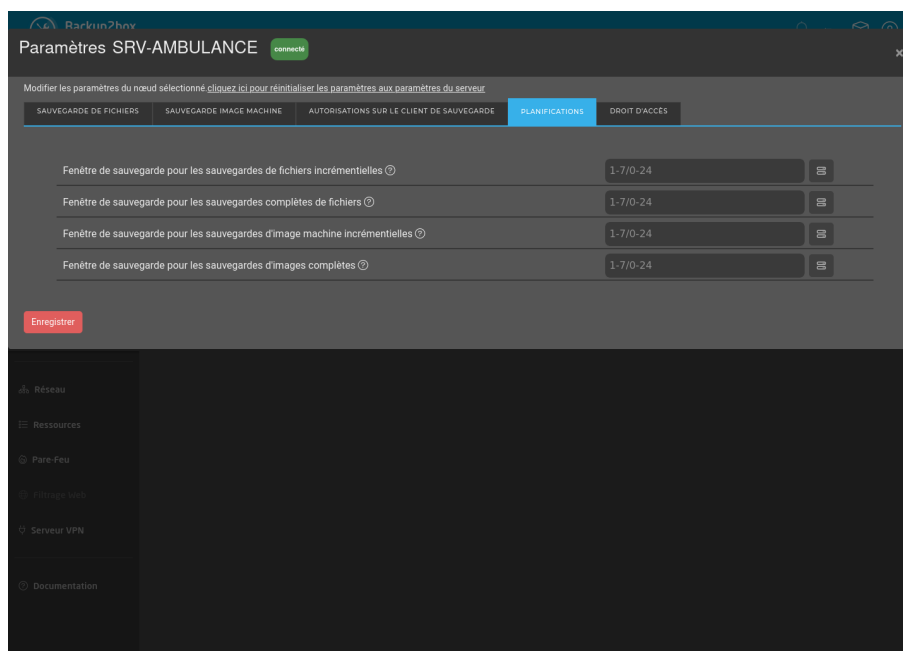 Backup2box
Paramètres SRV-AMBULANCE connecté
×
Modifier les paramètres du nœud sélectionné.cliquez ici pour réinitialiser les paramètres aux paramètres du serveur
SAUVEGARDE DE FICHIERS SAUVEGARDE IMAGE MACHINE AUTORISATIONS SUR LE CLIENT DE SAUVEGARDE PLANIFICATIONS DROIT D'ACCÈS
Fenêtre de sauvegarde pour les sauvegardes de fichiers incrémentielles ? 1-7/0-24
Fenêtre de sauvegarde pour les sauvegardes complètes de fichiers ? 1-7/0-24
Fenêtre de sauvegarde pour les sauvegardes d'image machine incrémentielles ? 1-7/0-24
Fenêtre de sauvegarde pour les sauvegardes d'images complètes ? 1-7/0-24
Enregistrer
Réseau
Ressources
Pare-Feu
Filtrage web
Serveur VPN
Documentation